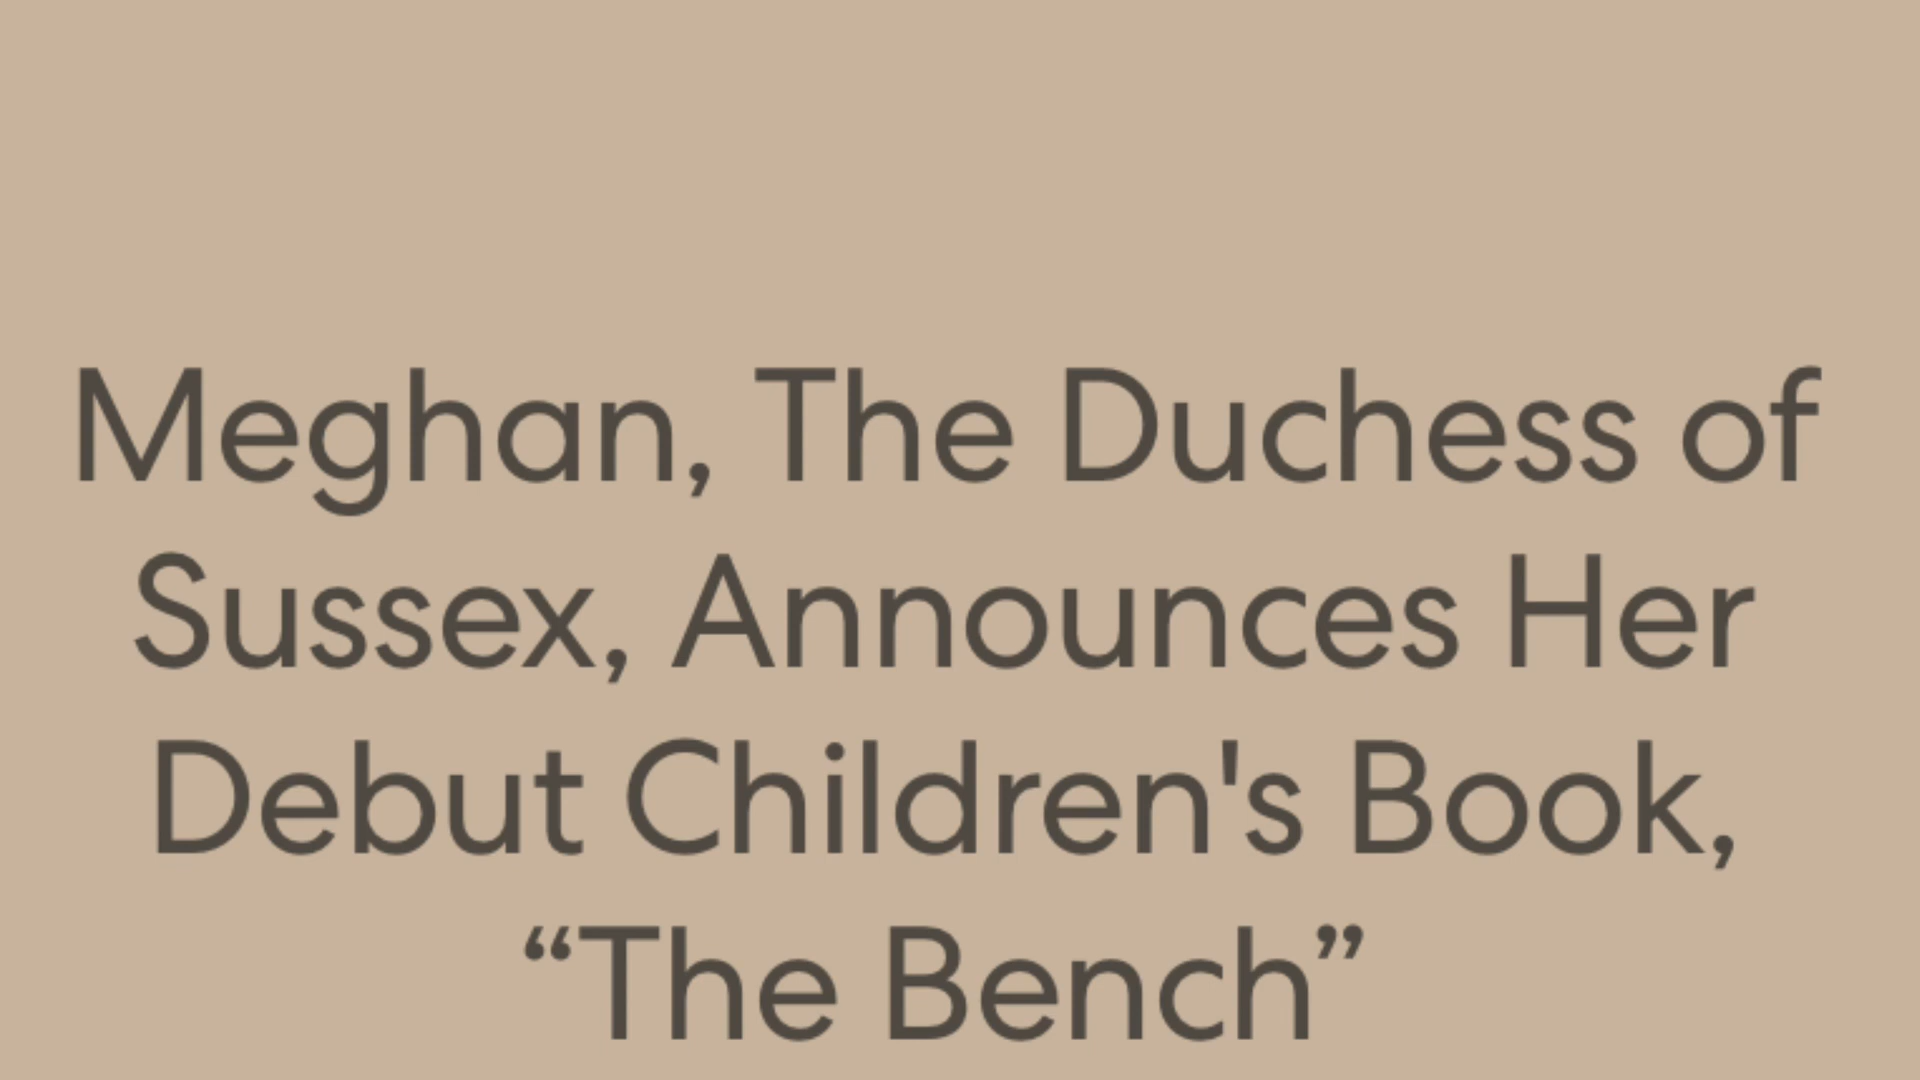 Meghan, The Duchess of
Sussex, Announces Her
Debut Children's Book,
“The Bench”